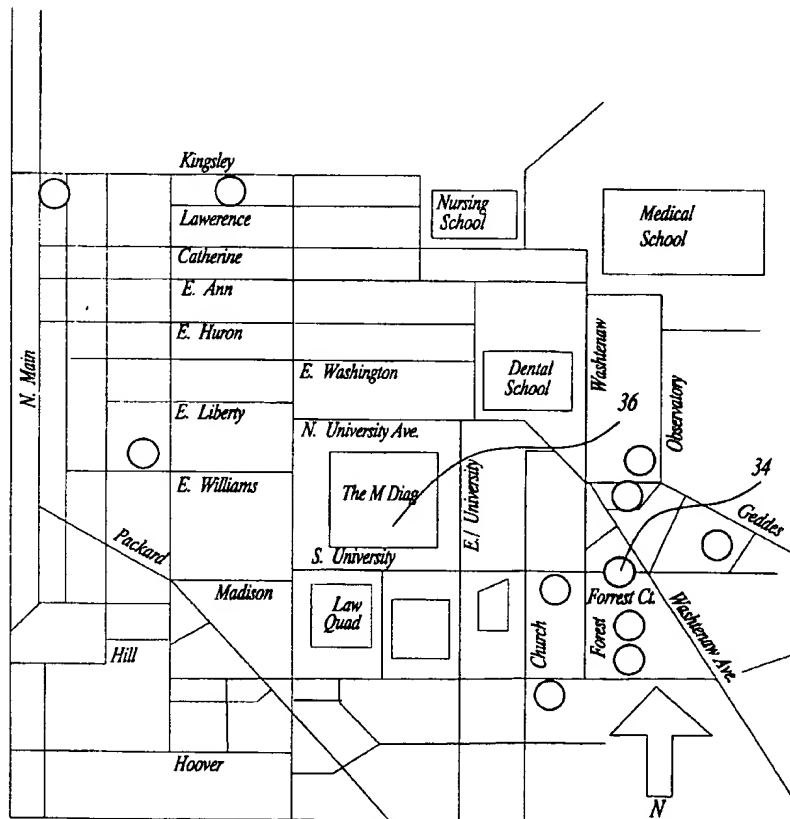 Kingsley
Lawerence
Nursing
School
Medical
School
Catherine
E. Ann
E. Huron
N. Main
E. Washington
Dental
School
Washtenaw
Observatory
36
E. Liberty
N. University Ave.
34
E. Williams
The M Diag
E./ University
Geddes
Packard
S. University
Madison
Law
Quad
Forrest Ct.
Church
Forest
Washtenaw Ave.
Hill
Hoover
N